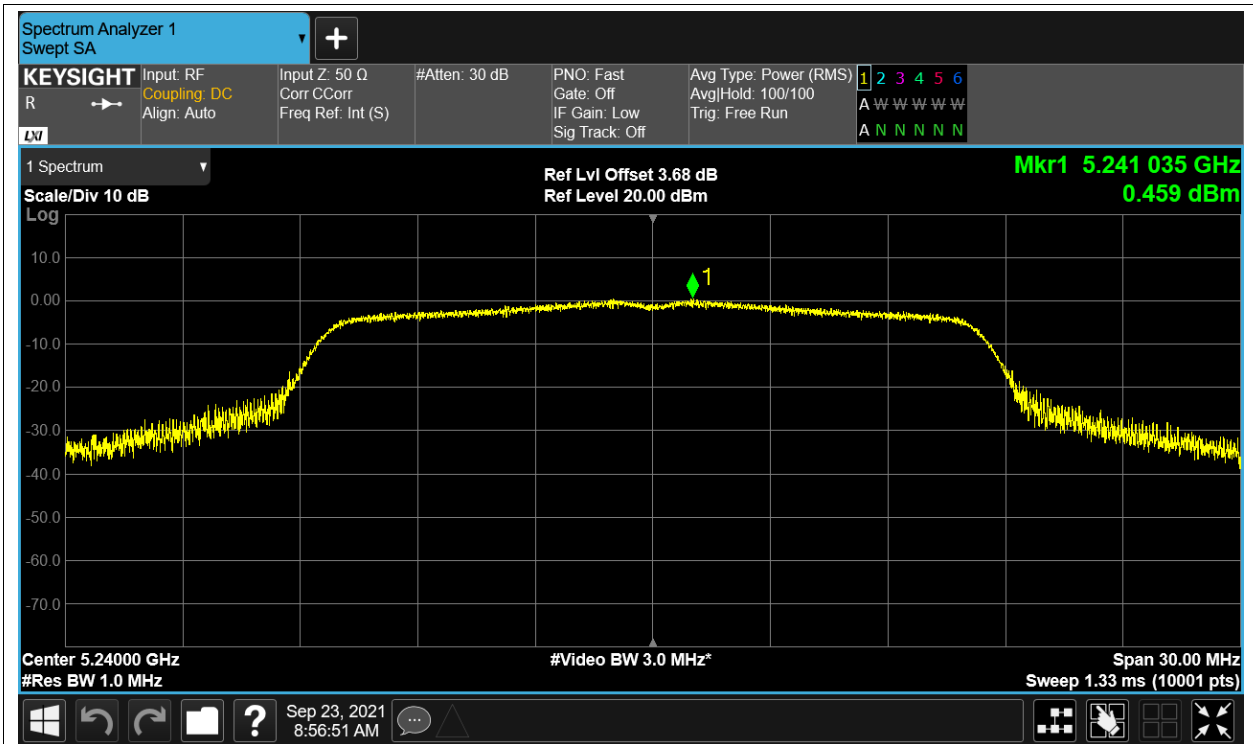 Spectrum Analyzer 1
Swept SA
KEYSIGHT
R
LXI
Input: RF
Coupling: DC
Align: Auto
Input Z: 50 Ω
Corr CCorr
Freq Ref: Int (S)
#Atten: 30 dB
PNO: Fast
Gate: Off
IF Gain: Low
Sig Track: Off
Avg Type: Power (RMS)
Avg|Hold: 100/100
Trig: Free Run
1 2 3 4 5 6
A W W W W W
A N N N N N
1 Spectrum
Scale/Div 10 dB
Log
Ref Lvl Offset 3.68 dB
Ref Level 20.00 dBm
Mkr1 5.241 035 GHz
0.459 dBm
10.0
0.00
-10.0
-20.0
-30.0
-40.0
-50.0
-60.0
-70.0
1
Center 5.24000 GHz
#Res BW 1.0 MHz
#Video BW 3.0 MHz*
Span 30.00 MHz
Sweep 1.33 ms (10001 pts)
?
Sep 23, 2021
8:56:51 AM